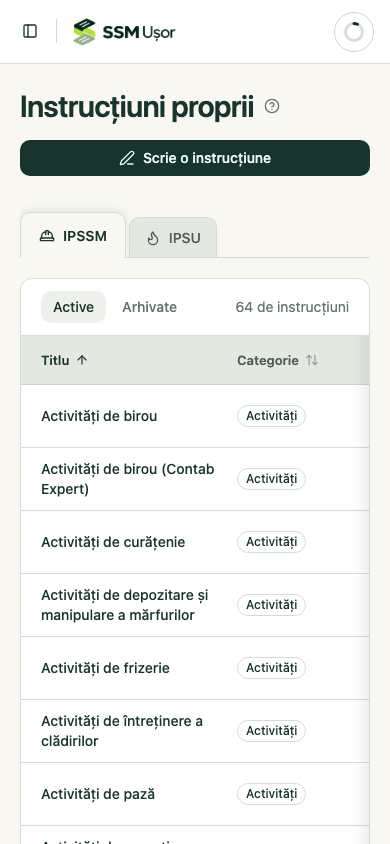 SSM Ușor
Instrucțiuni proprii
Scrie o instrucțiune
IPSSM
IPSU
Active
Arhivate
64 de instrucțiuni
Titlu
Categorie
Activități de birou
Activități
Activități de birou (Contab
Expert)
Activități
Activități de curățenie
Activități
Activități de depozitare și
manipulare a mărfurilor
Activități
Activități de frizerie
Activități
Activități de întreținere a
clădirilor
Activități
Activități de pază
Activități